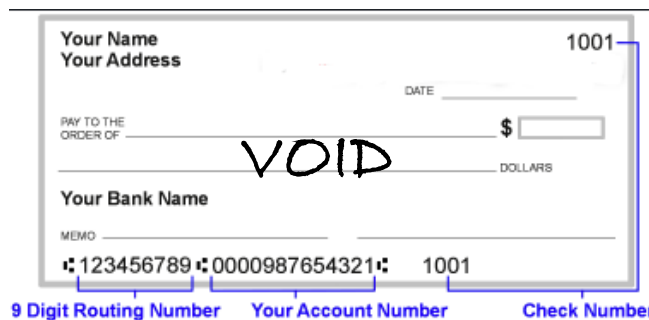 Your Name 1001
Your Address
DATE
PAY TO THE
ORDER OF $
VOID
DOLLARS
Your Bank Name
MEMO
⑆123456789⑆0000987654321⑆ 1001
9 Digit Routing Number Your Account Number Check Number